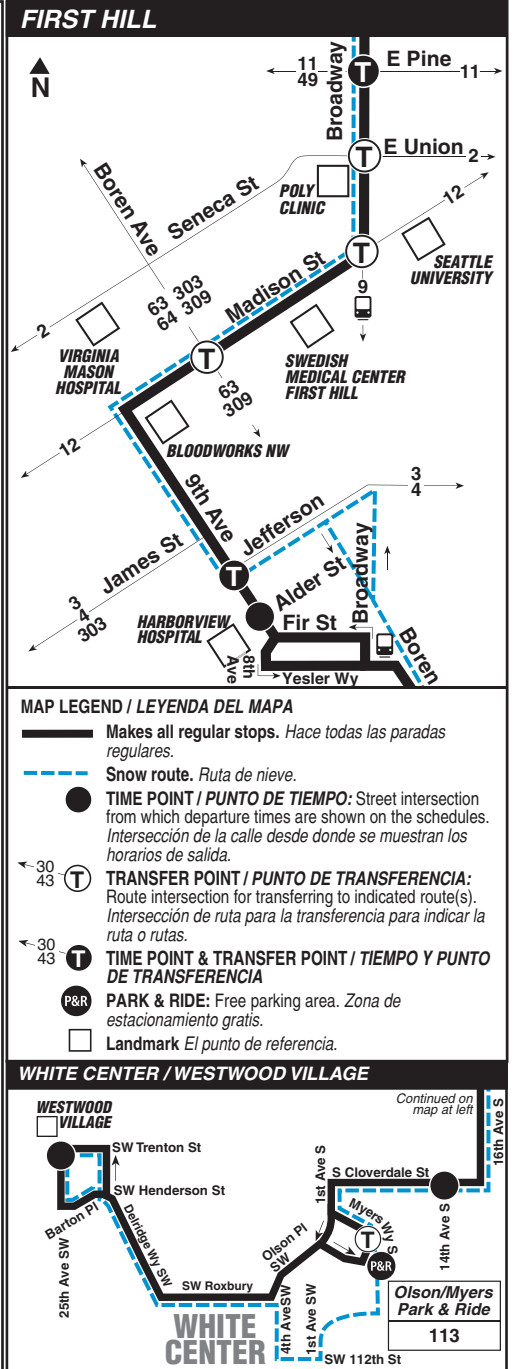 FIRST HILL
N
11
49
Broadway
E Pine
11
E Union
2
Boren Ave
Seneca St
POLY
CLINIC
12
SEATTLE
UNIVERSITY
63 303
64 309
Madison St
9
2
VIRGINIA
MASON
HOSPITAL
SWEDISH
MEDICAL CENTER
FIRST HILL
63
309
BLOODWORKS NW
12
9th Ave
3
4
Jefferson
James St
Alder St
Broadway
3
4
303
HARBORVIEW
HOSPITAL
Fir St
Boren
8th
Ave
Yesler Wy
T
T
T
T
T
MAP LEGEND / LEYENDA DEL MAPA
Makes all regular stops. Hace todas las paradas
regulares.
Snow route. Ruta de nieve.
TIME POINT / PUNTO DE TIEMPO: Street intersection
from which departure times are shown on the schedules.
Intersección de la calle desde donde se muestran los
horarios de salida.
30
43 T TRANSFER POINT / PUNTO DE TRANSFERENCIA:
Route intersection for transferring to indicated route(s).
Intersección de ruta para la transferencia para indicar la
ruta o rutas.
30
43 T TIME POINT & TRANSFER POINT / TIEMPO Y PUNTO
DE TRANSFERENCIA
P&R PARK & RIDE: Free parking area. Zona de
estacionamiento gratis.
Landmark El punto de referencia.
WHITE CENTER / WESTWOOD VILLAGE
WESTWOOD
VILLAGE
Continued on
map at left
16th Ave S
SW Trenton St
S Cloverdale St
1st Ave S
SW Henderson St
Barton Pl
Myers Wy S
14th Ave S
25th Ave SW
Delridge Wy SW
Olson Pl
SW
T
P&R
SW Roxbury
Olson/Myers
Park & Ride
113
4th Ave SW
1st Ave SW
WHITE
CENTER
SW 112th St